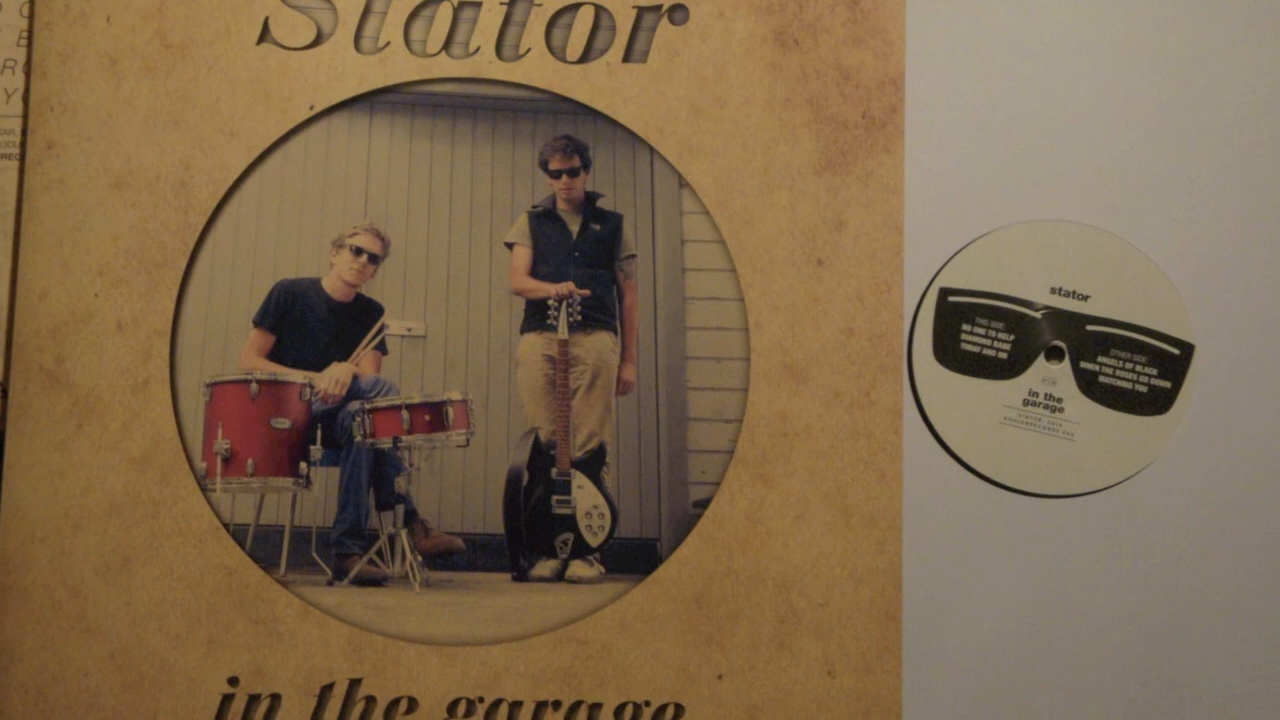 Stator
in the garage
stator
THIS SIDE:
NO ONE TO HELP
DIAMOND BABE
TODAY AND ON
OTHER SIDE:
ANGELS OF BLACK
WHEN THE ROSES GO DOWN
WATCHING YOU
in the
garage